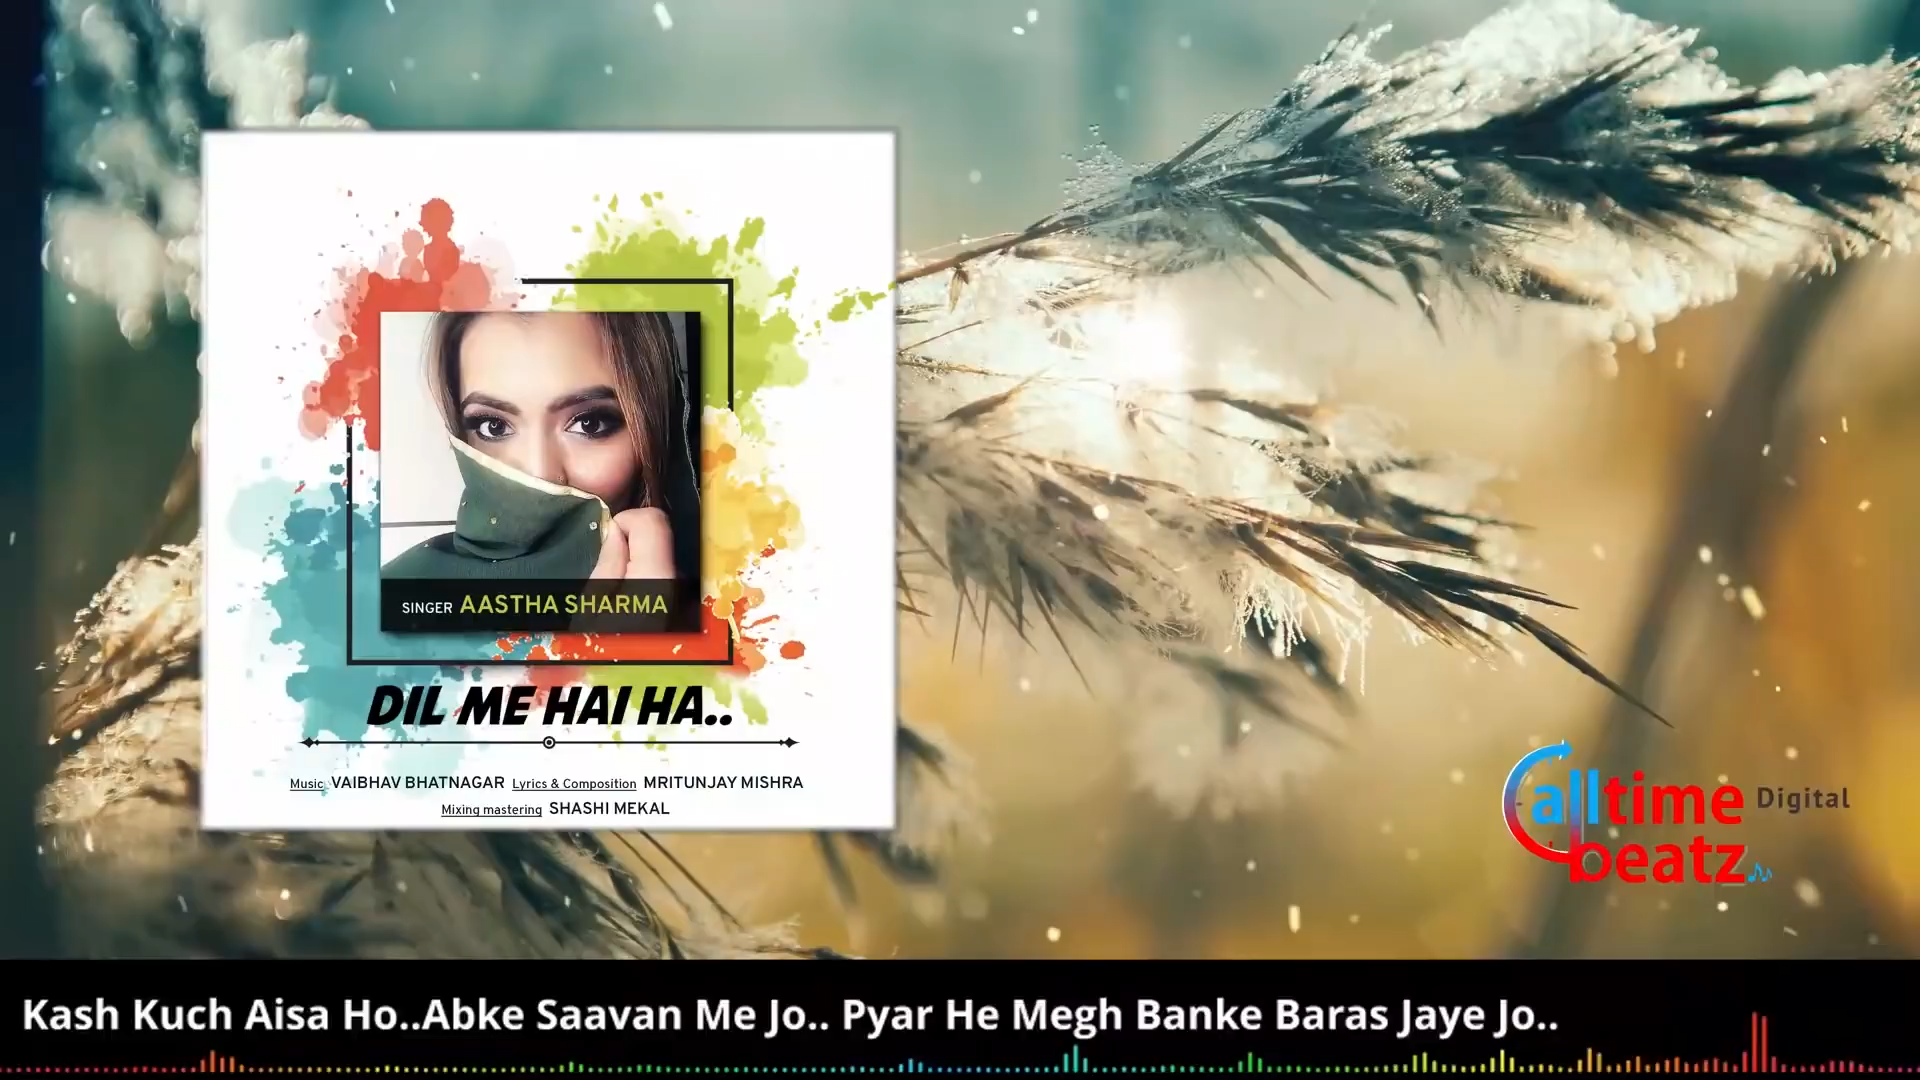 SINGER AASTHA SHARMA
DIL ME HAI HA..
Music VAIBHAV BHATNAGAR Lyrics & Composition MRITUNJAY MISHRA
Mixing mastering SHASHI MEKAL
alltime Digital
beatz
Kash Kuch Aisa Ho..Abke Saavan Me Jo.. Pyar He Megh Banke Baras Jaye Jo..